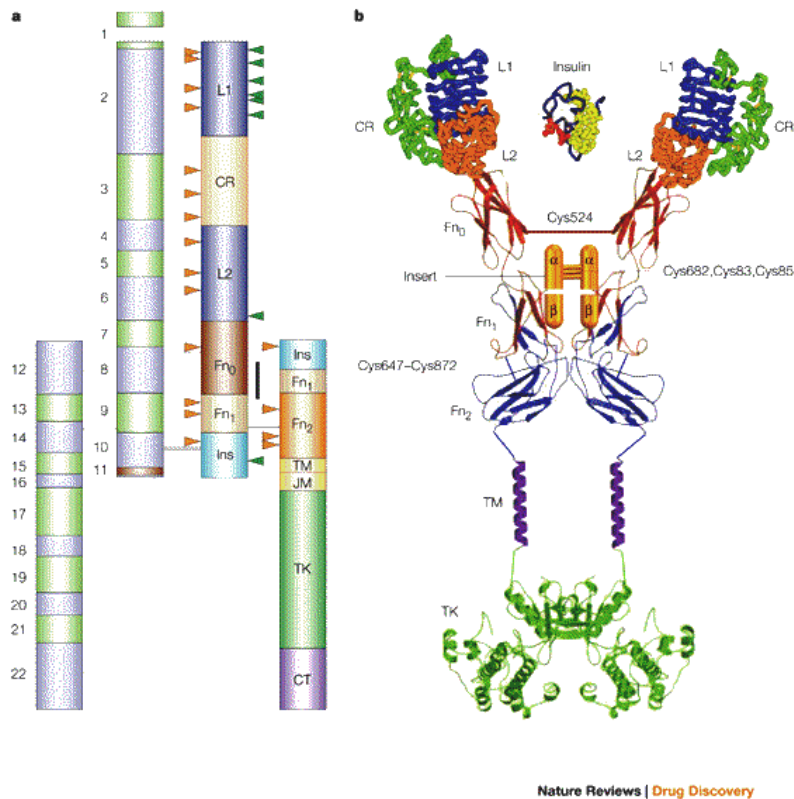 a
1
2
3
4
5
6
7
8
9
10
11
12
13
14
15
16
17
18
19
20
21
22
L1
CR
L2
Fn0
Fn1
Ins
Ins
Fn1
Fn2
TM
JM
TK
CT
b
L1
Insulin
L1
CR
CR
L2
L2
Cys524
Fn0
α α
Insert
Cys682,Cys83,Cys85
β β
Fn1
Cys647–Cys872
Fn2
TM
TK
Nature Reviews | Drug Discovery